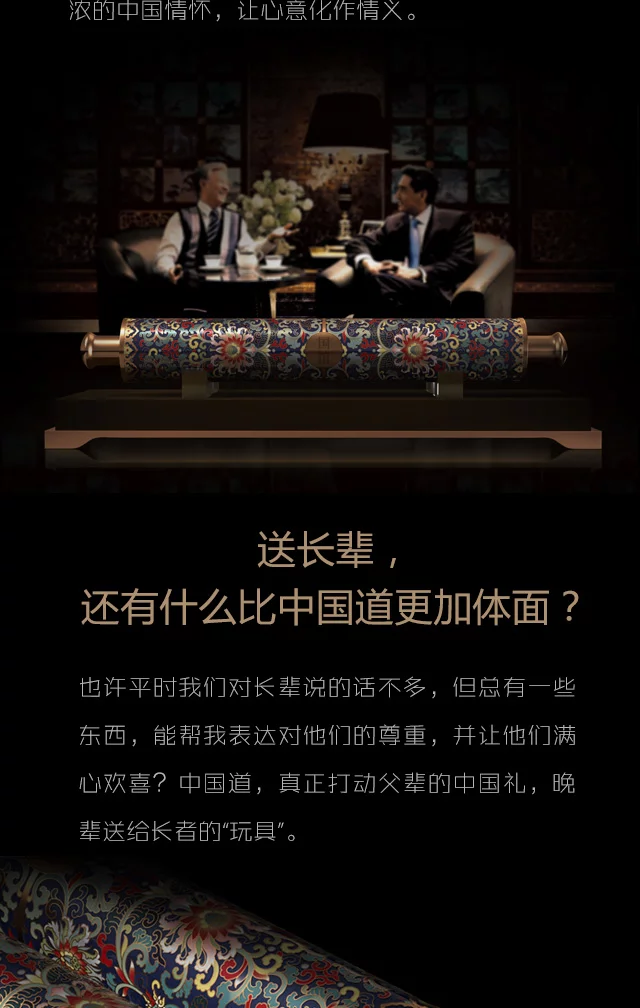 浓的中国情怀，让心意化作情义。
送长辈，
还有什么比中国道更加体面？
也许平时我们对长辈说的话不多，但总有一些
东西，能帮我表达对他们的尊重，并让他们满
心欢喜？中国道，真正打动父辈的中国礼，晚
辈送给长者的“玩具”。